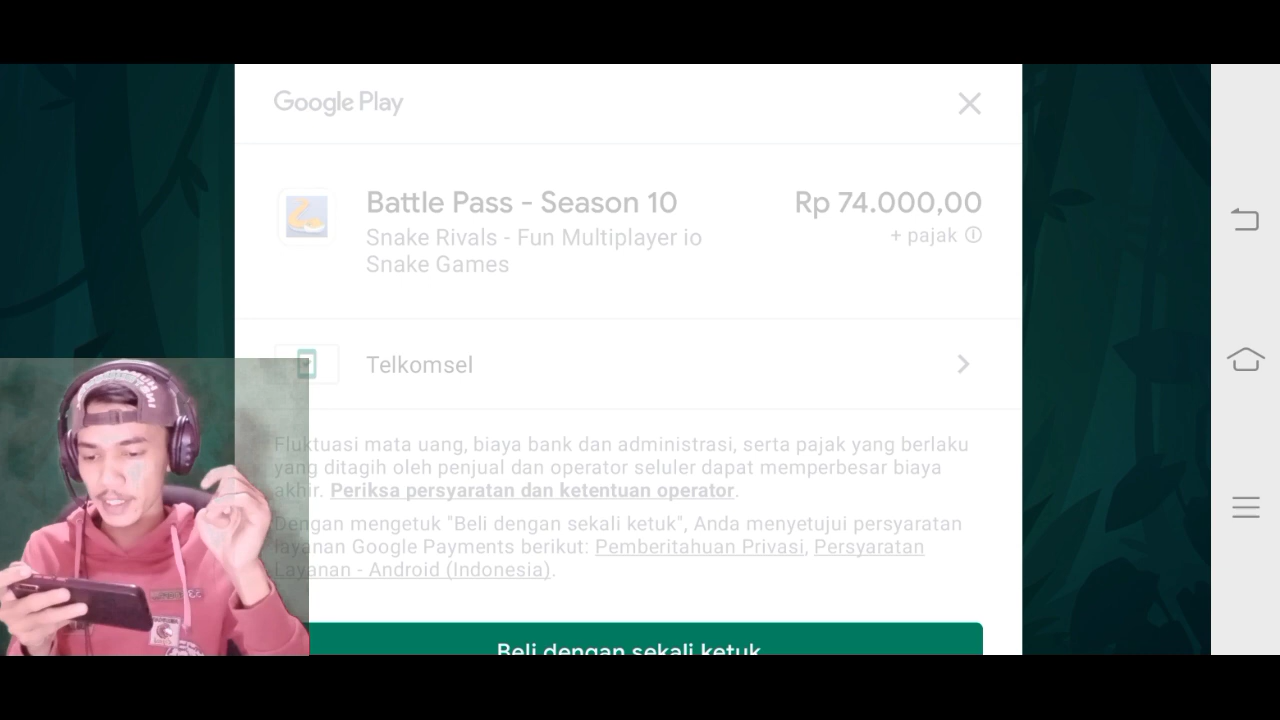 Google Play
Battle Pass - Season 10
Rp 74.000,00
Snake Rivals - Fun Multiplayer io
+ pajak
Snake Games
Telkomsel
Fluktuasi mata uang, biaya bank dan administrasi, serta pajak yang berlaku
yang ditagih oleh penjual dan operator seluler dapat memperbesar biaya
akhir. Periksa persyaratan dan ketentuan operator.
Dengan mengetuk "Beli dengan sekali ketuk", Anda menyetujui persyaratan
layanan Google Payments berikut: Pemberitahuan Privasi, Persyaratan
Layanan - Android (Indonesia).
Beli dengan sekali ketuk